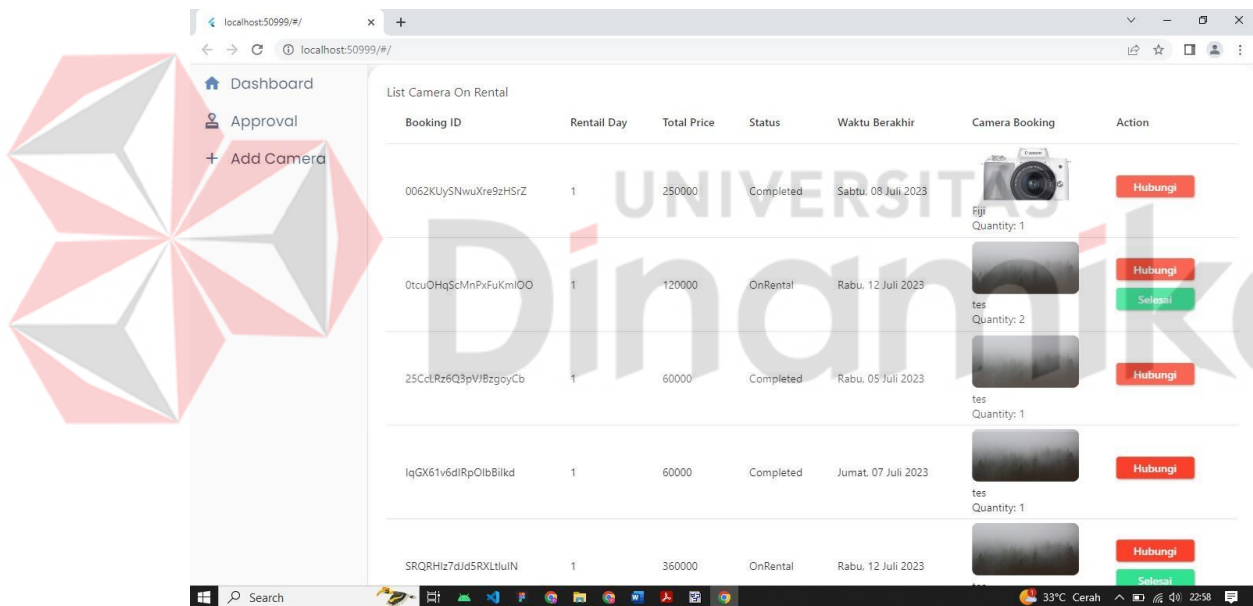 localhost:50999/#/
localhost:50999/#/
Dashboard
Approval
Add Camera
List Camera On Rental
Booking ID Rentail Day Total Price Status Waktu Berakhir Camera Booking Action
Canon
0062KUySNwuXre9zHSrZ 1 250000 Completed Sabtu, 08 Juli 2023 Hubungi
Fiji
Quantity: 1
UNIVERSITAS
Dinamika
0tcuOHqScMnPxFuKmIOO 1 120000 OnRental Rabu, 12 Juli 2023 Hubungi
Selesai
tes
Quantity: 2
25CcLRz6Q3pVJBzgoyCb 1 60000 Completed Rabu, 05 Juli 2023 Hubungi
tes
Quantity: 1
IqGX61v6dIRpOlbBilkd 1 60000 Completed Jumat, 07 Juli 2023 Hubungi
tes
Quantity: 1
SRQRHIz7dJd5RXLtluIN 1 360000 OnRental Rabu, 12 Juli 2023 Hubungi
Selesai
Search 33°C Cerah 22:58